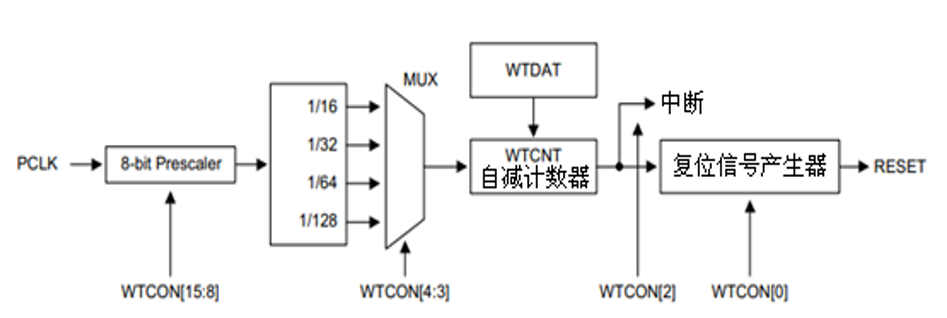 WTDAT
MUX
1/16
中断
1/32
PCLK
8-bit Prescaler
WTCNT
自减计数器
复位信号产生器
RESET
1/64
1/128
WTCON[15:8]
WTCON[4:3]
WTCON[2]
WTCON[0]